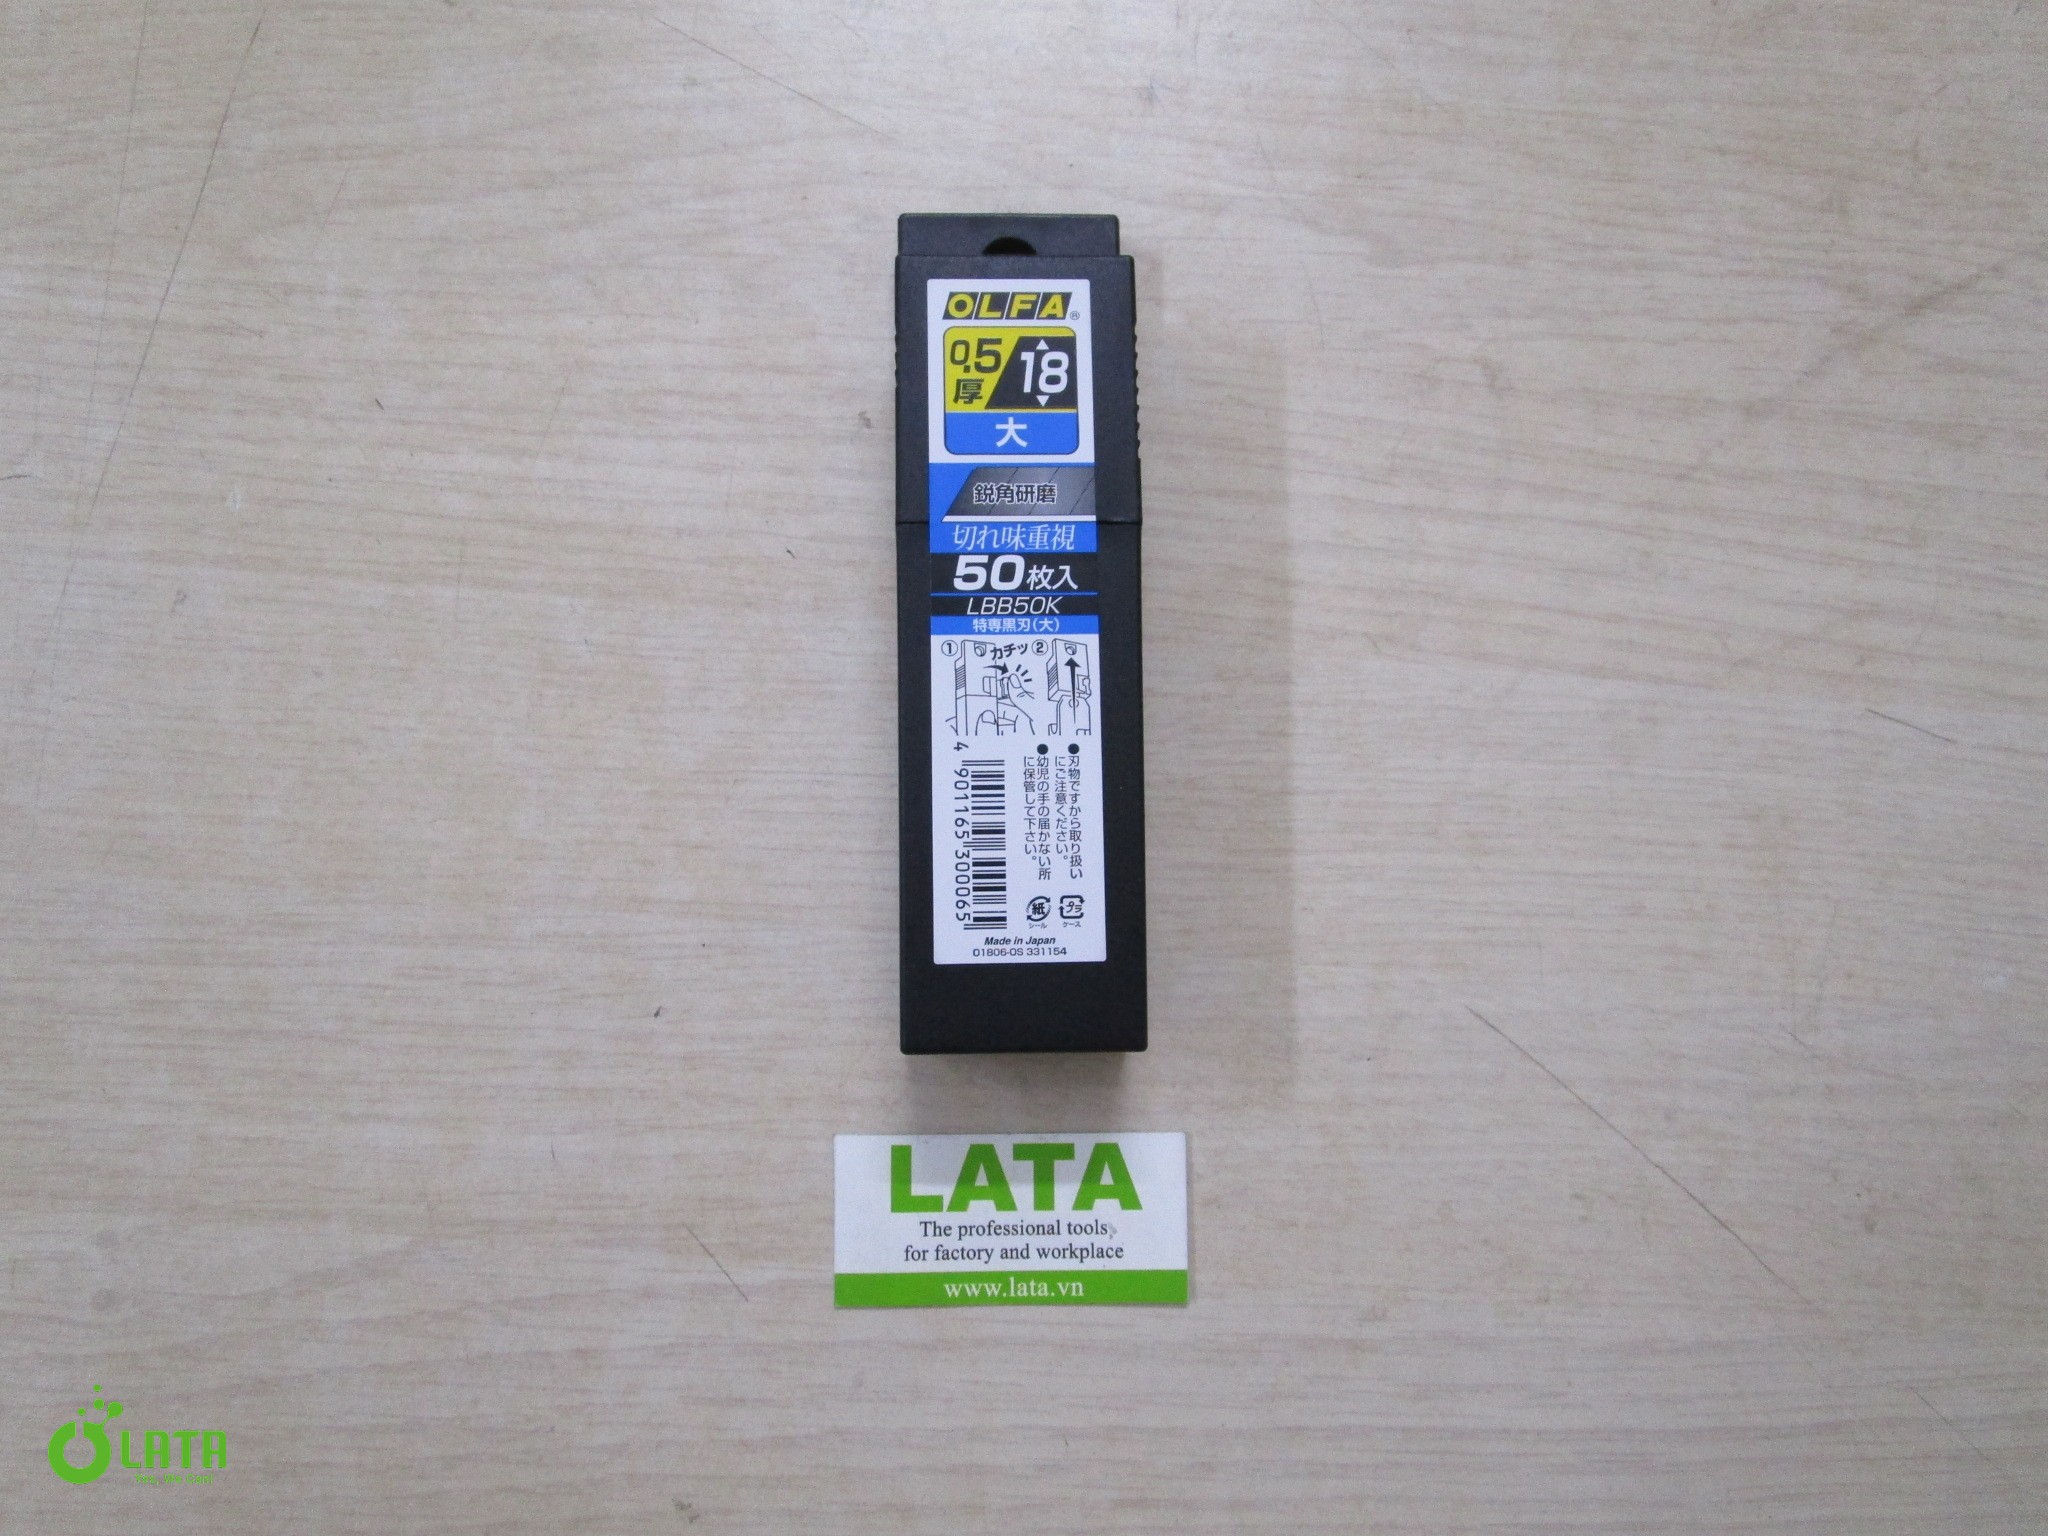 OLFA®
0.5
厚
18
大
鋭角研磨
切れ味重視
50枚入
LBB50K
特専黒刃(大)
① カチッ ②
●刃物ですから取り扱い
にご注意ください。
●幼児の手の届かない所
に保管して下さい。
4 901165 300065
紙 プラ
シール ケース
Made in Japan
01806-0S 331154
LATA
The professional tools,
for factory and workplace
www.lata.vn
LATA